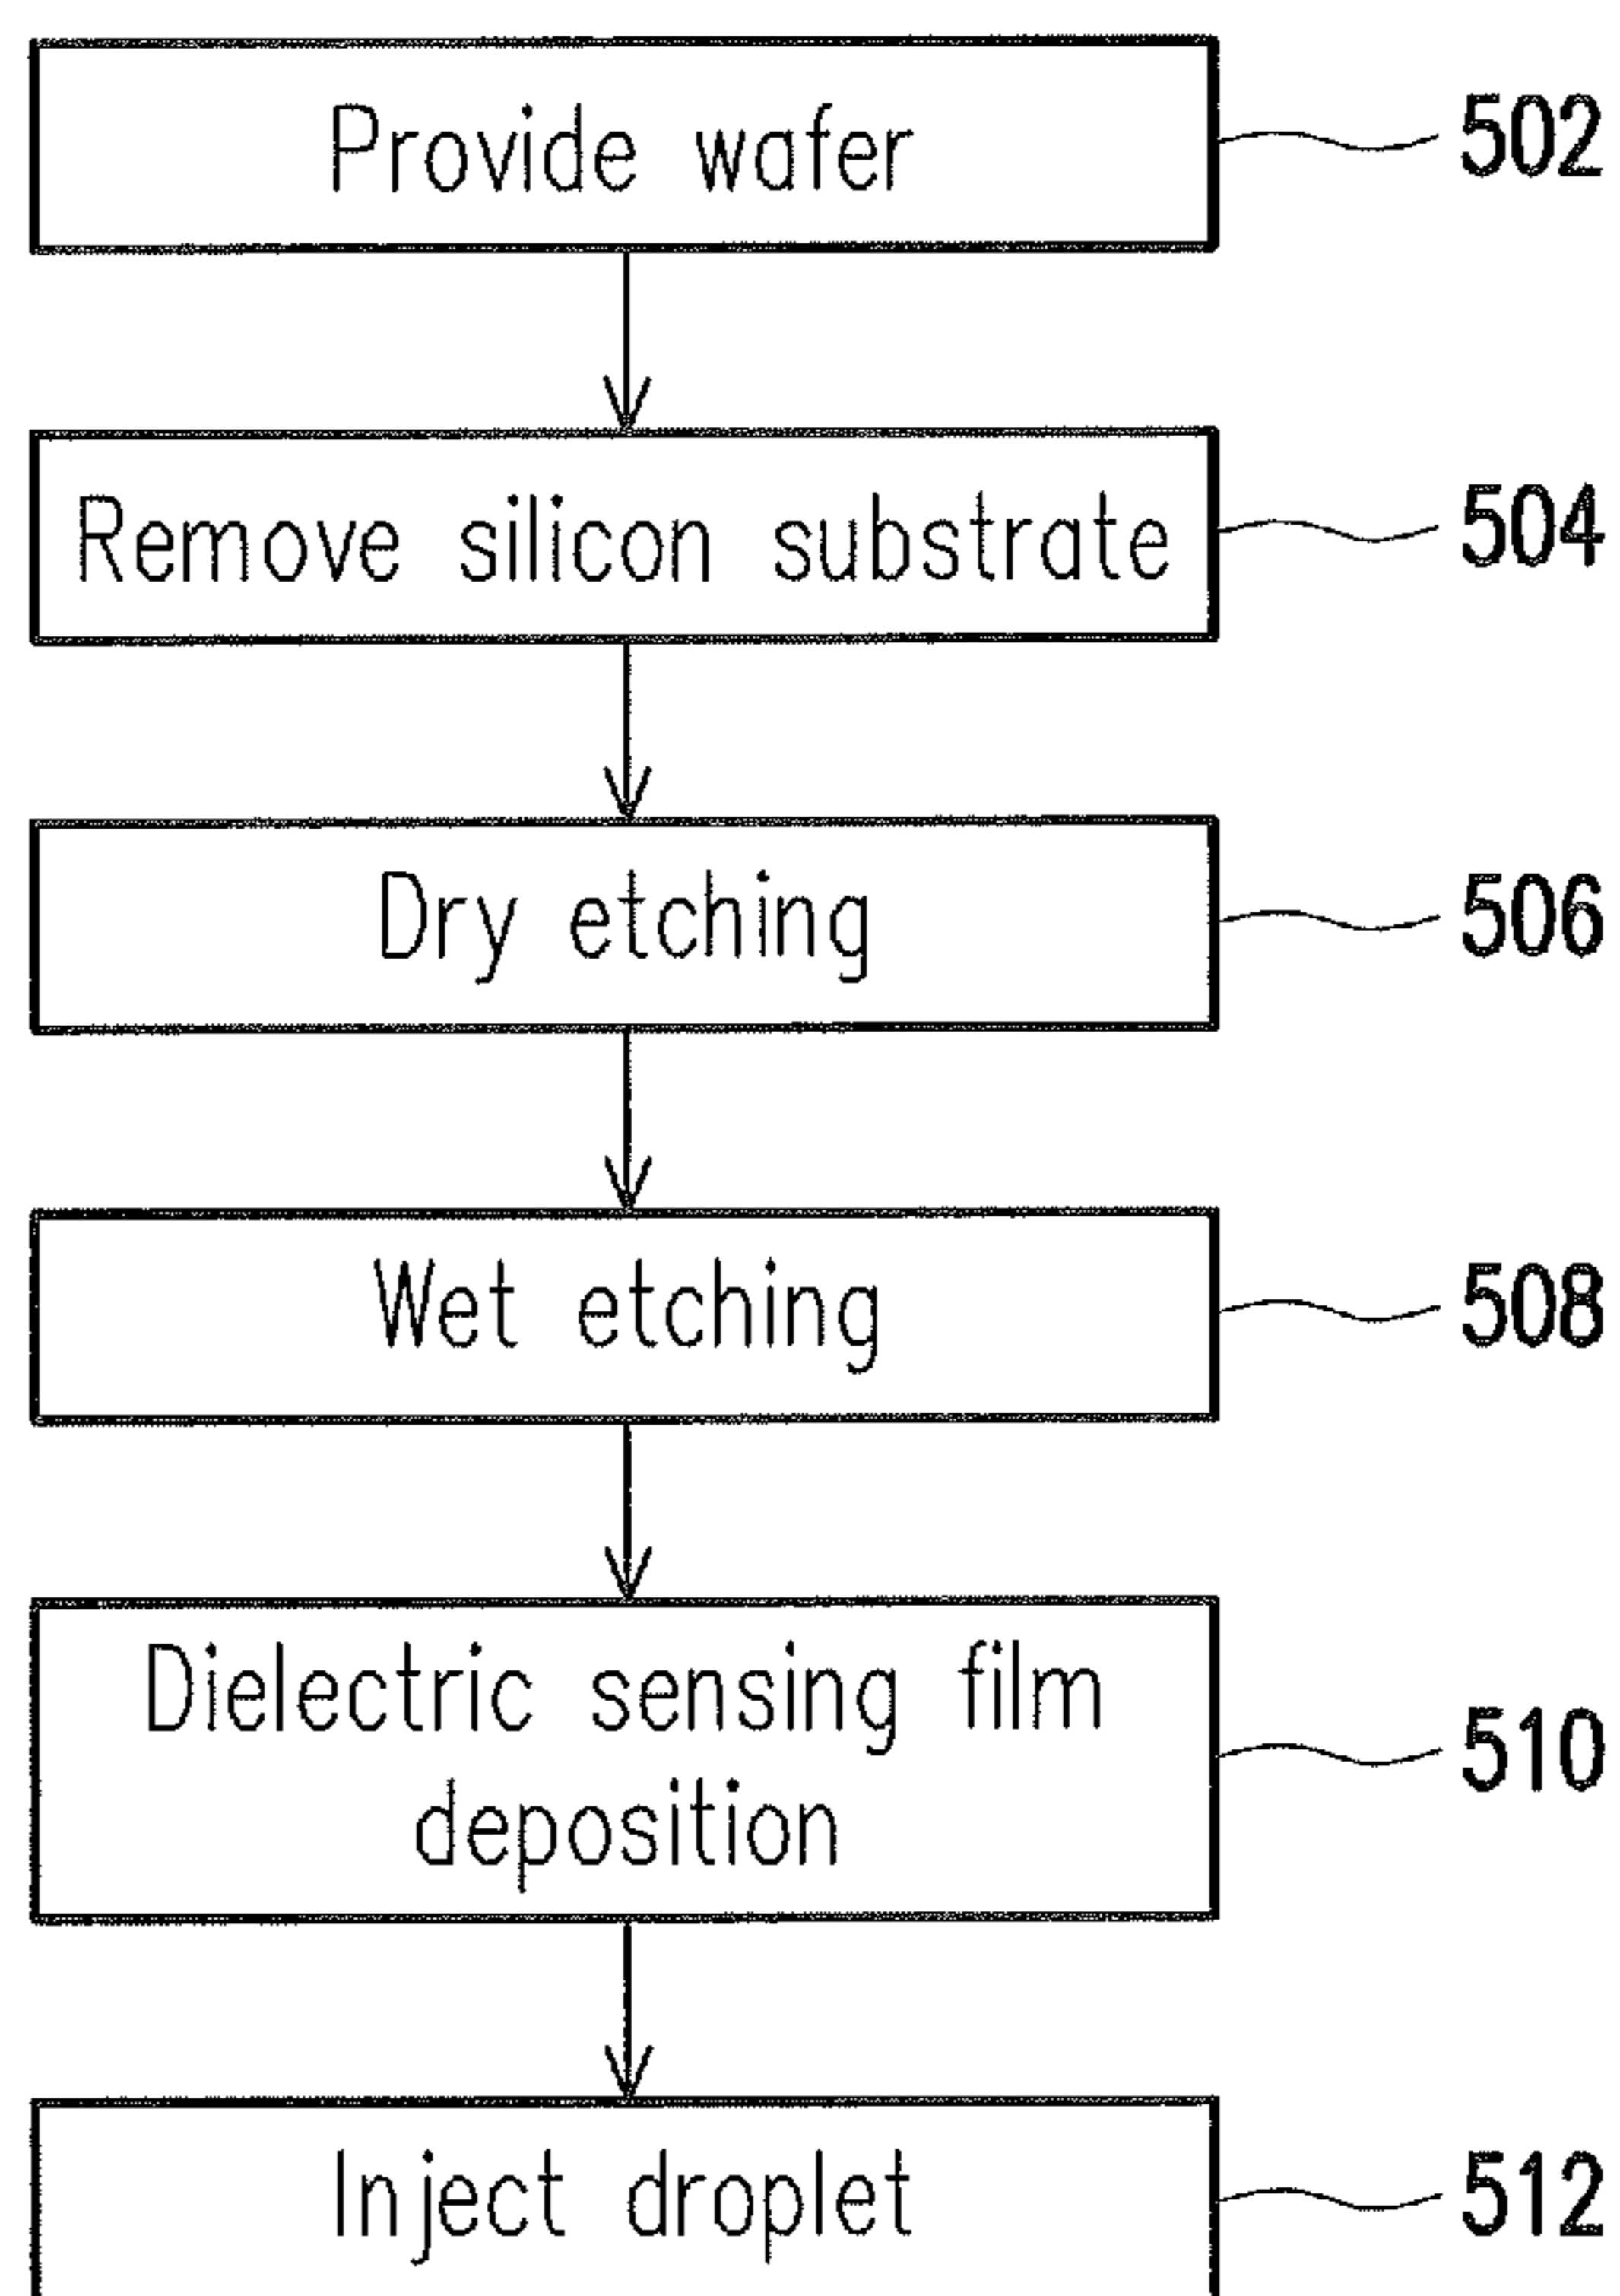 Provide wafer 502
Remove silicon substrate 504
Dry etching 506
Wet etching 508
Dielectric sensing film
deposition 510
Inject droplet 512